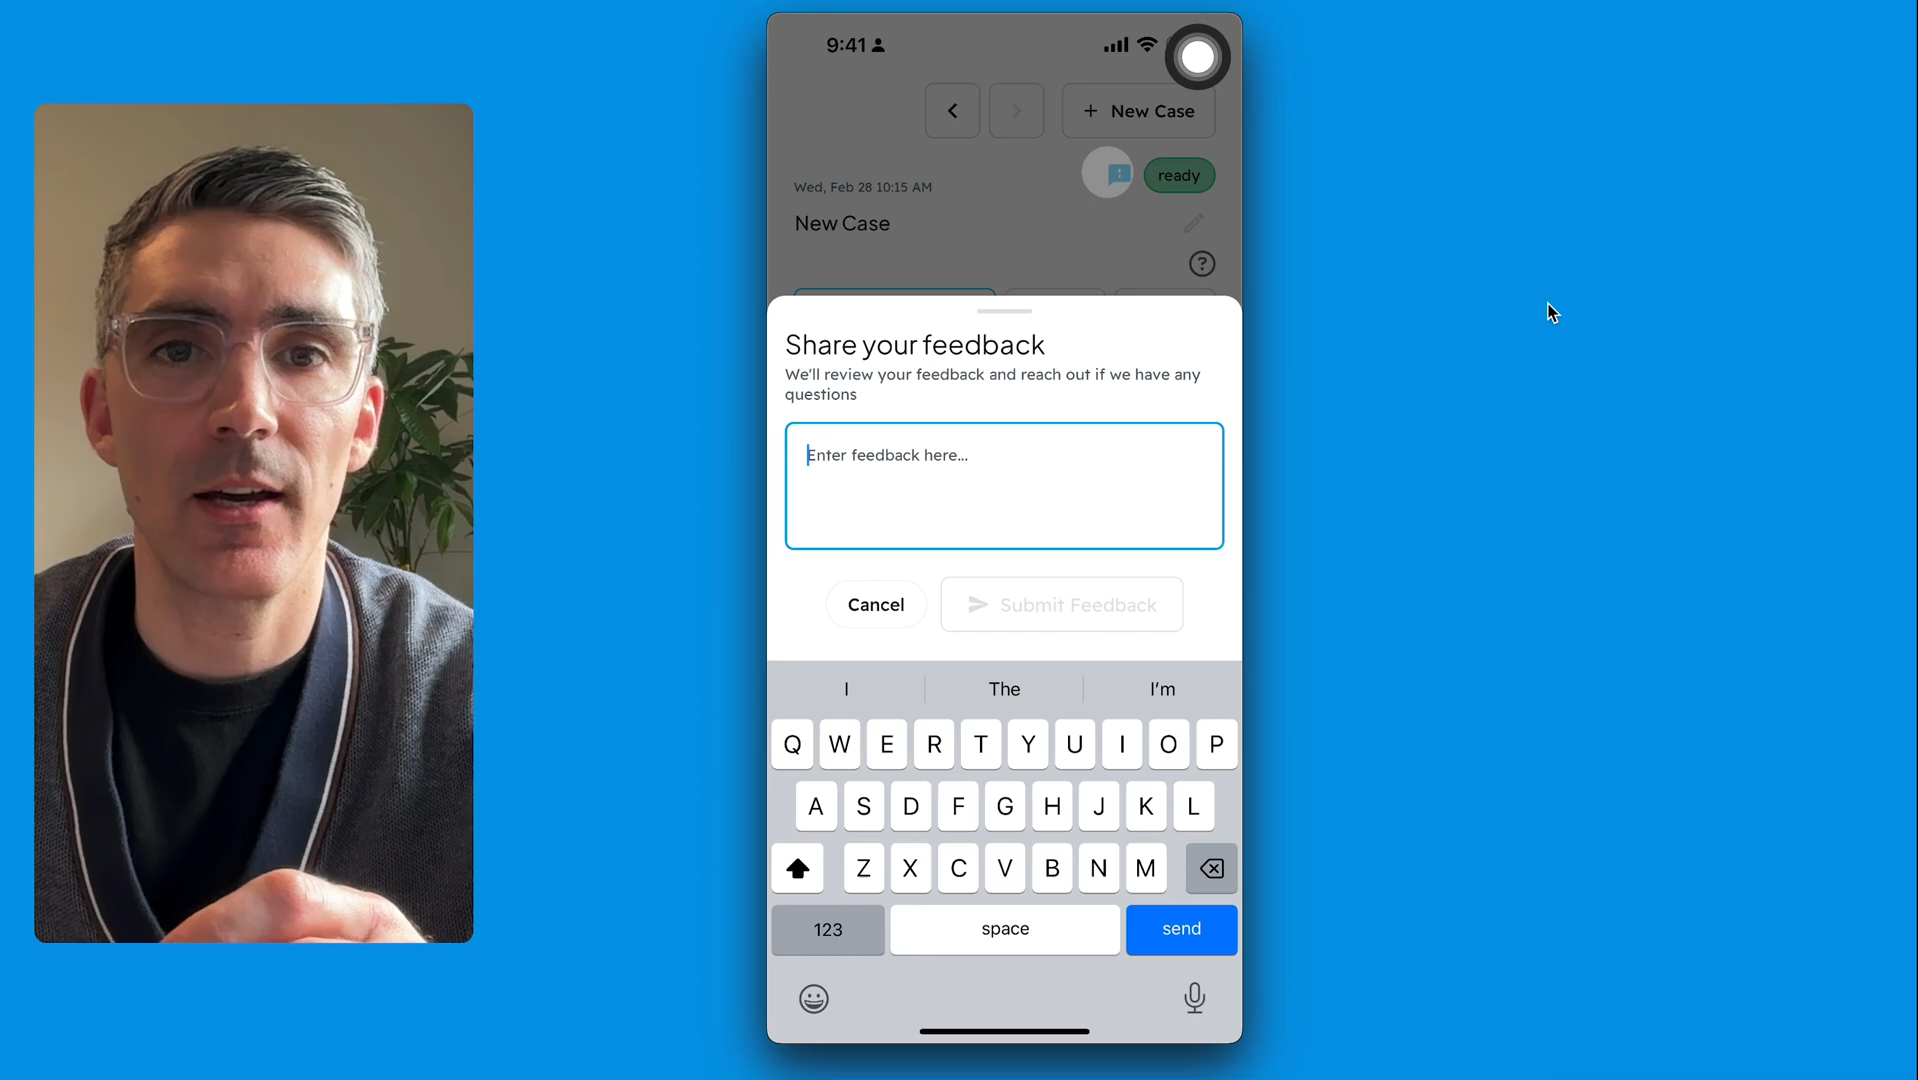 9:41
+ New Case
Wed, Feb 28 10:15 AM
ready
New Case
?
Share your feedback
We'll review your feedback and reach out if we have any
questions
Enter feedback here...
Cancel
Submit Feedback
I
The
I'm
Q W E R T Y U I O P
A S D F G H J K L
Z X C V B N M
123
space
send